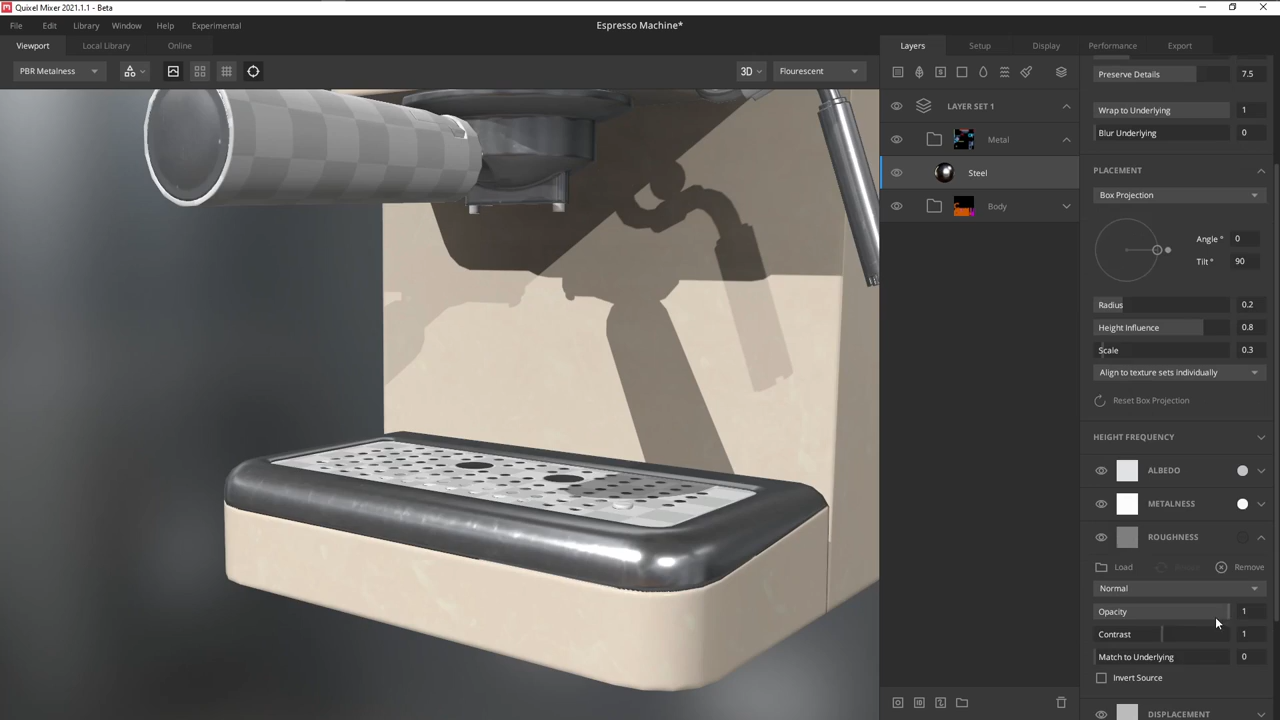 Quixel Mixer 2021.1.1 - Beta
File Edit Library Window Help Experimental
Espresso Machine*
Viewport Local Library Online
Layers Setup Display Performance Export
PBR Metalness
3D
Flourescent
Preserve Details 7.5
LAYER SET 1
Wrap to Underlying 1
Blur Underlying 0
Metal
Steel
PLACEMENT
Box Projection
Body
Angle ° 0
Tilt ° 90
Radius 0.2
Height Influence 0.8
Scale 0.3
Align to texture sets individually
Reset Box Projection
HEIGHT FREQUENCY
ALBEDO
METALNESS
ROUGHNESS
Load Remove
Normal
Opacity 1
Contrast 1
Match to Underlying 0
Invert Source
DISPLACEMENT